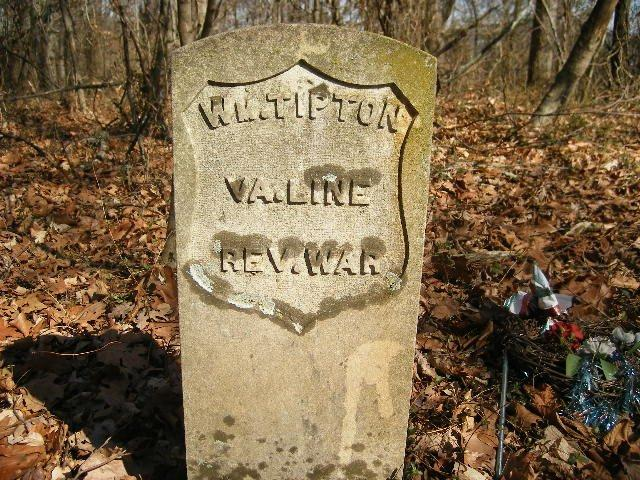 WM. TIPTON
VA. LINE
REV. WAR